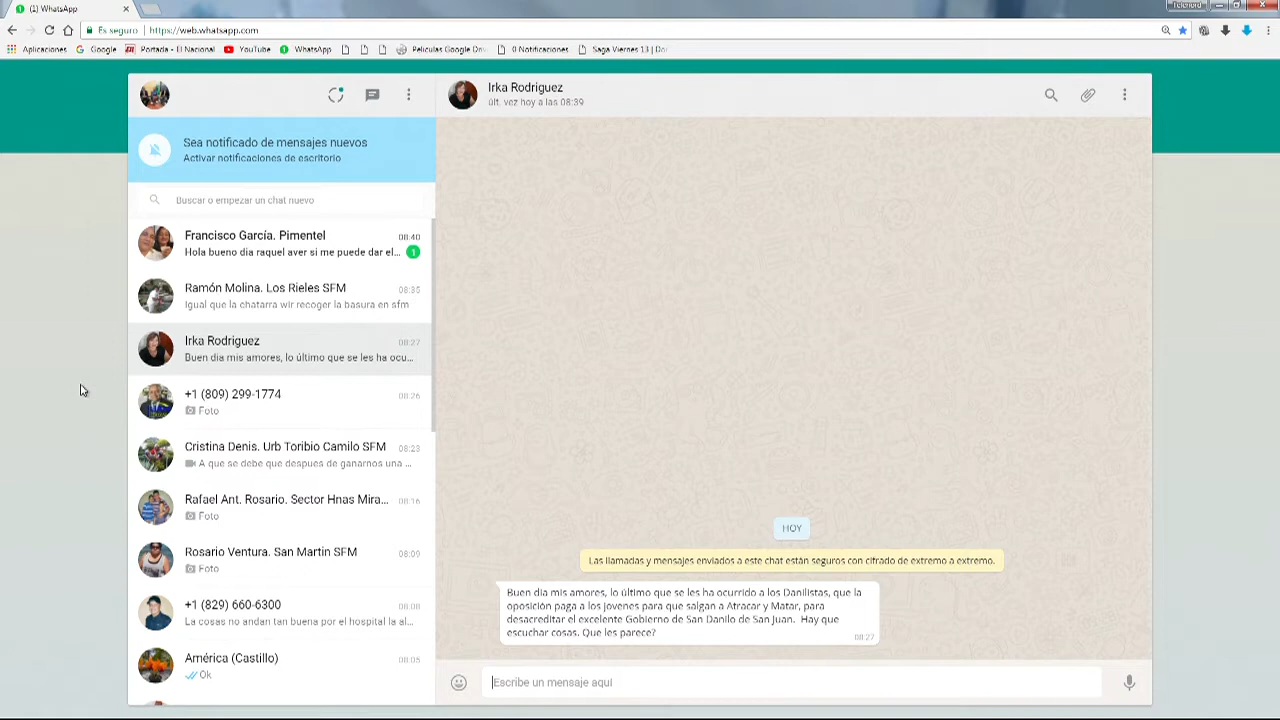 (1) WhatsApp
Telenord
Es seguro
https://web.whatsapp.com
Aplicaciones
Google
Portada - El Nacional
YouTube
WhatsApp
Peliculas Google Driv
0 Notificaciones
Saga Viernes 13 | Do
Sea notificado de mensajes nuevos
Activar notificaciones de escritorio
Buscar o empezar un chat nuevo
Francisco García. Pimentel 08:40
Hola bueno dia raquel aver si me puede dar el... 1
Ramón Molina. Los Rieles SFM 08:35
Igual que la chatarra wir recoger la basura en sfm
Irka Rodriguez 08:27
Buen dia mis amores, lo último que se les ha ocu...
+1 (809) 299-1774 08:26
Foto
Cristina Denis. Urb Toribio Camilo SFM 08:23
A que se debe que despues de ganarnos una ...
Rafael Ant. Rosario. Sector Hnas Mira... 08:16
Foto
Rosario Ventura. San Martin SFM 08:09
Foto
+1 (829) 660-6300 08:08
La cosas no andan tan buena por el hospital la al...
América (Castillo) 08:05
Ok
Irka Rodriguez
últ. vez hoy a las 08:39
HOY
Las llamadas y mensajes enviados a este chat están seguros con cifrado de extremo a extremo.
Buen dia mis amores, lo último que se les ha ocurrido a los Danilistas, que la
oposición paga a los jovenes para que salgan a Atracar y Matar, para
desacreditar el excelente Gobierno de San Danilo de San Juan. Hay que
escuchar cosas. Que les parece?
08:27
Escribe un mensaje aquí